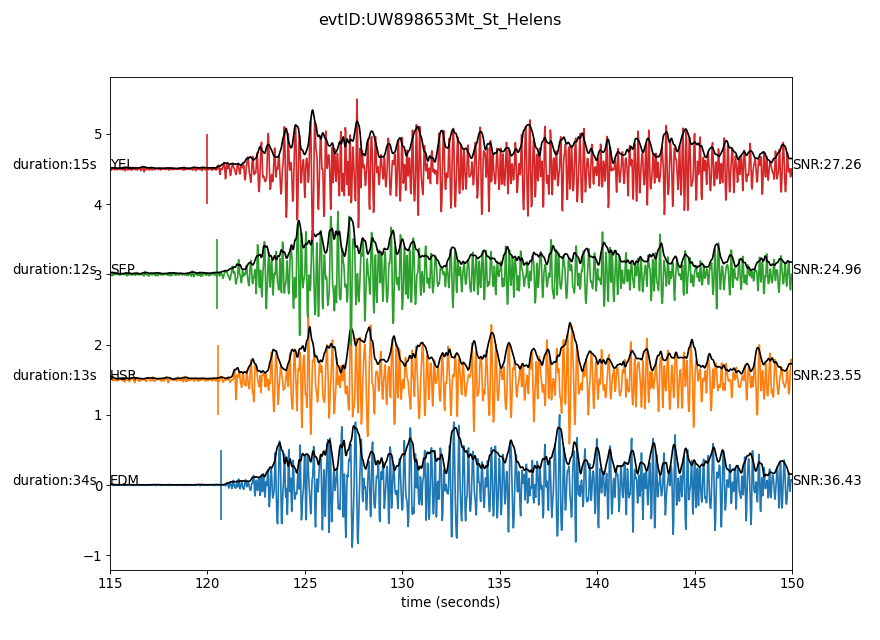 evtID:UW898653Mt_St_Helens
5
duration:15s YEL SNR:27.26
4
duration:12s SEP SNR:24.96
3
2
duration:13s HSR SNR:23.55
1
duration:34s EDM SNR:36.43
0
−1
115 120 125 130 135 140 145 150
time (seconds)